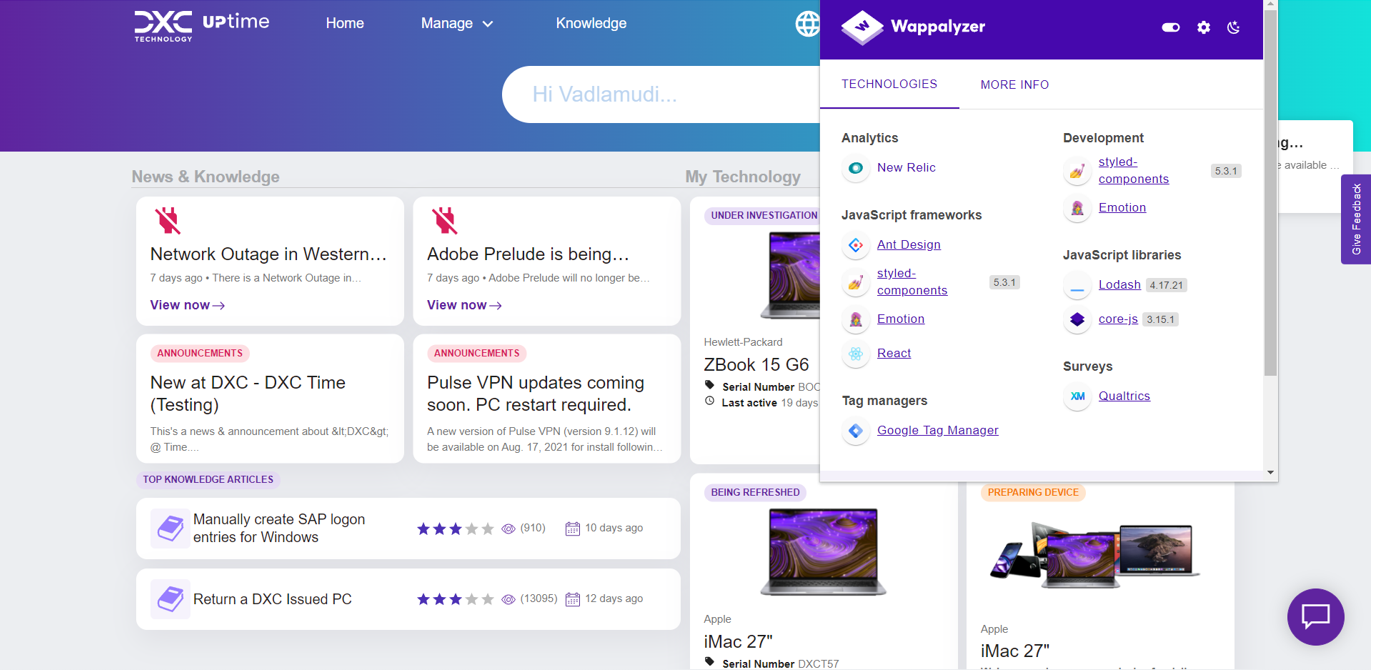 DXC
TECHNOLOGY
UPtime
Home
Manage
Knowledge
Hi Vadlamudi...
News & Knowledge
Network Outage in Western...
7 days ago • There is a Network Outage in...
View now
Adobe Prelude is being...
7 days ago • Adobe Prelude will no longer be...
View now
ANNOUNCEMENTS
New at DXC - DXC Time
(Testing)
This's a news & announcement about &lt;DXC&gt;
@ Time....
ANNOUNCEMENTS
Pulse VPN updates coming
soon. PC restart required.
A new version of Pulse VPN (version 9.1.12) will
be available on Aug. 17, 2021 for install followin...
TOP KNOWLEDGE ARTICLES
Manually create SAP logon
entries for Windows
(910)
10 days ago
Return a DXC Issued PC
(13095)
12 days ago
My Technology
UNDER INVESTIGATION
Hewlett-Packard
ZBook 15 G6
Serial Number BOC
Last active 19 days
BEING REFRESHED
Apple
iMac 27"
Serial Number DXCT57
PREPARING DEVICE
Apple
iMac 27"
Wappalyzer
TECHNOLOGIES
MORE INFO
Analytics
New Relic
JavaScript frameworks
Ant Design
styled-
components
5.3.1
Emotion
React
Tag managers
Google Tag Manager
Development
styled-
components
5.3.1
Emotion
JavaScript libraries
Lodash 4.17.21
core-js 3.15.1
Surveys
XM
Qualtrics
g...
e available ...
Give Feedback